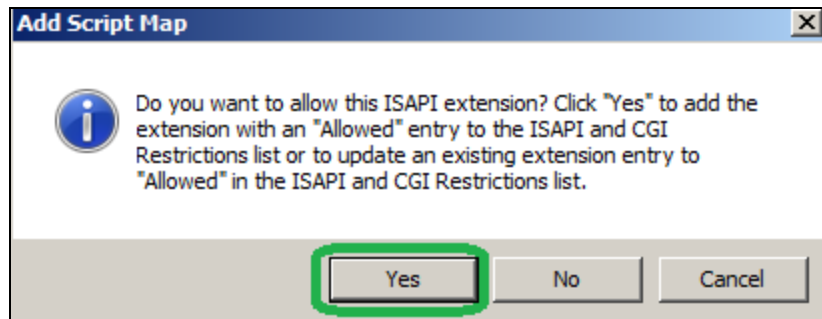 Add Script Map
Do you want to allow this ISAPI extension? Click "Yes" to add the
extension with an "Allowed" entry to the ISAPI and CGI
Restrictions list or to update an existing extension entry to
"Allowed" in the ISAPI and CGI Restrictions list.
Yes No Cancel